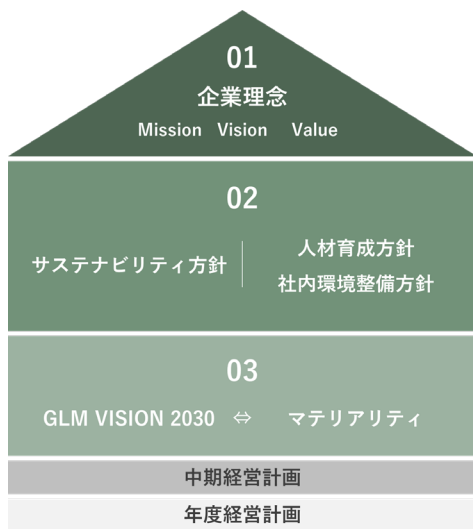 01
企業理念
Mission Vision Value
02
サステナビリティ方針
人材育成方針
社内環境整備方針
03
GLM VISION 2030 ⇔ マテリアリティ
中期経営計画
年度経営計画